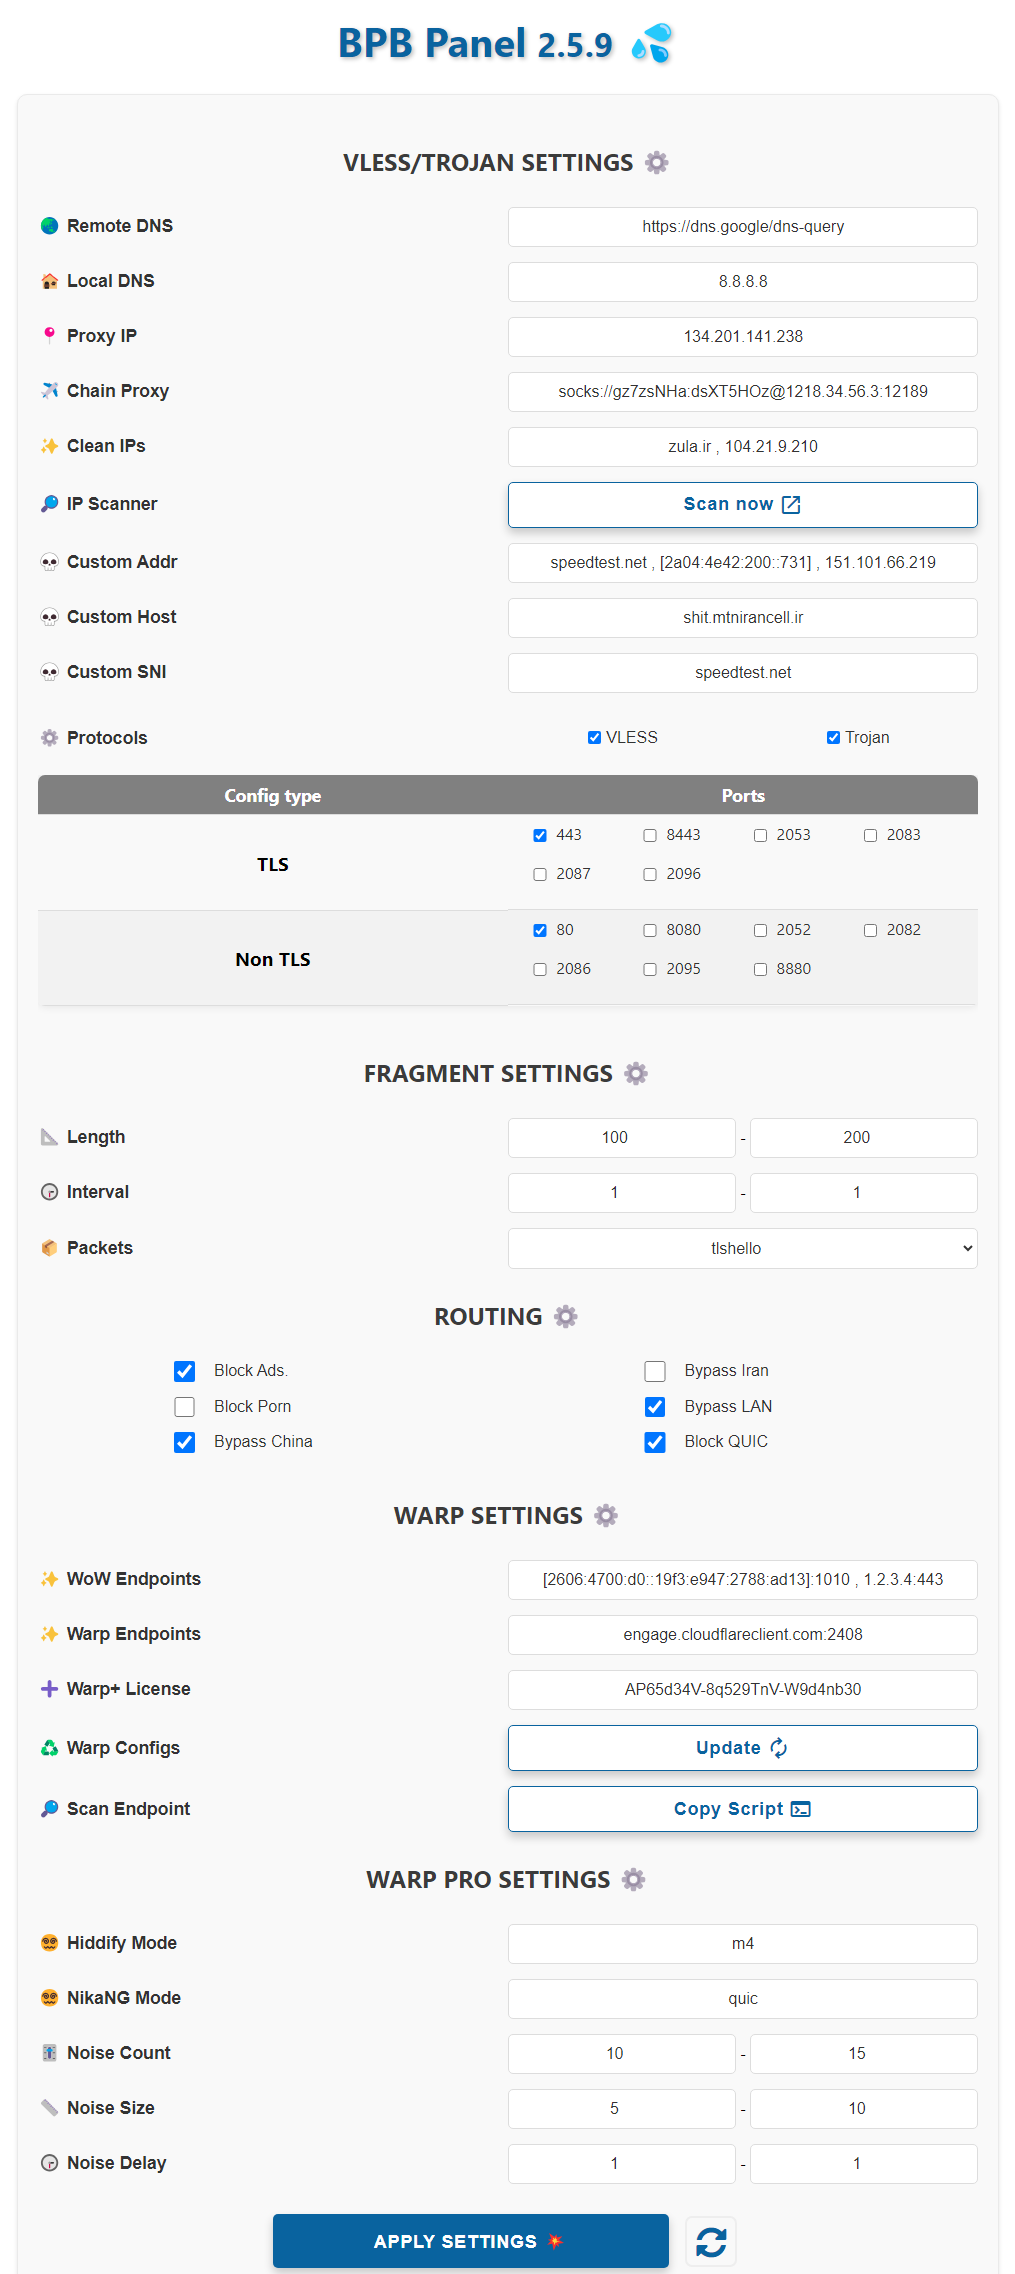 BPB Panel 2.5.9 💦
VLESS/TROJAN SETTINGS ⚙️
🌏 Remote DNS https://dns.google/dns-query
🏚️ Local DNS 8.8.8.8
📍 Proxy IP 134.201.141.238
✈️ Chain Proxy socks://gz7zsNHa:dsXT5HOz@1218.34.56.3:12189
✨ Clean IPs zula.ir , 104.21.9.210
🔎 IP Scanner Scan now
💀 Custom Addr speedtest.net , [2a04:4e42:200::731] , 151.101.66.219
💀 Custom Host shit.mtnirancell.ir
💀 Custom SNI speedtest.net
⚙️ Protocols VLESS Trojan
Config type Ports
TLS 443 8443 2053 2083
2087 2096
Non TLS 80 8080 2052 2082
2086 2095 8880
FRAGMENT SETTINGS ⚙️
📐 Length 100 - 200
🕞 Interval 1 - 1
📦 Packets tlshello
ROUTING ⚙️
Block Ads. Bypass Iran
Block Porn Bypass LAN
Bypass China Block QUIC
WARP SETTINGS ⚙️
✨ WoW Endpoints [2606:4700:d0::19f3:e947:2788:ad13]:1010 , 1.2.3.4:443
✨ Warp Endpoints engage.cloudflareclient.com:2408
➕ Warp+ License AP65d34V-8q529TnV-W9d4nb30
♻️ Warp Configs Update
🔎 Scan Endpoint Copy Script
WARP PRO SETTINGS ⚙️
😵‍💫 Hiddify Mode m4
😵‍💫 NikaNG Mode quic
🎚️ Noise Count 10 - 15
📏 Noise Size 5 - 10
🕞 Noise Delay 1 - 1
APPLY SETTINGS 💥